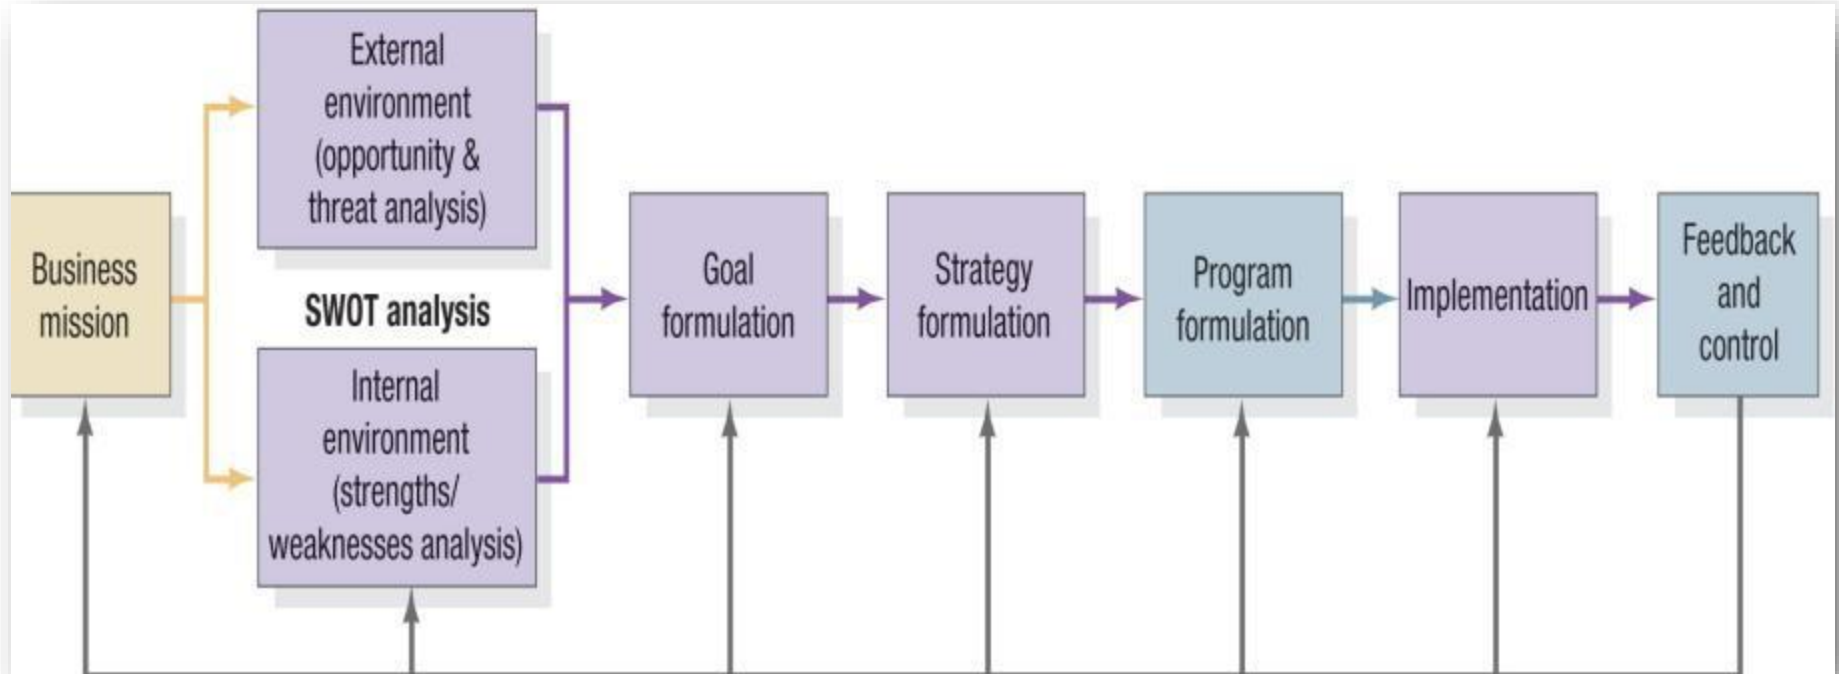 Business
mission
External
environment
(opportunity &
threat analysis)
SWOT analysis
Internal
environment
(strengths/
weaknesses analysis)
Goal
formulation
Strategy
formulation
Program
formulation
Implementation
Feedback
and
control